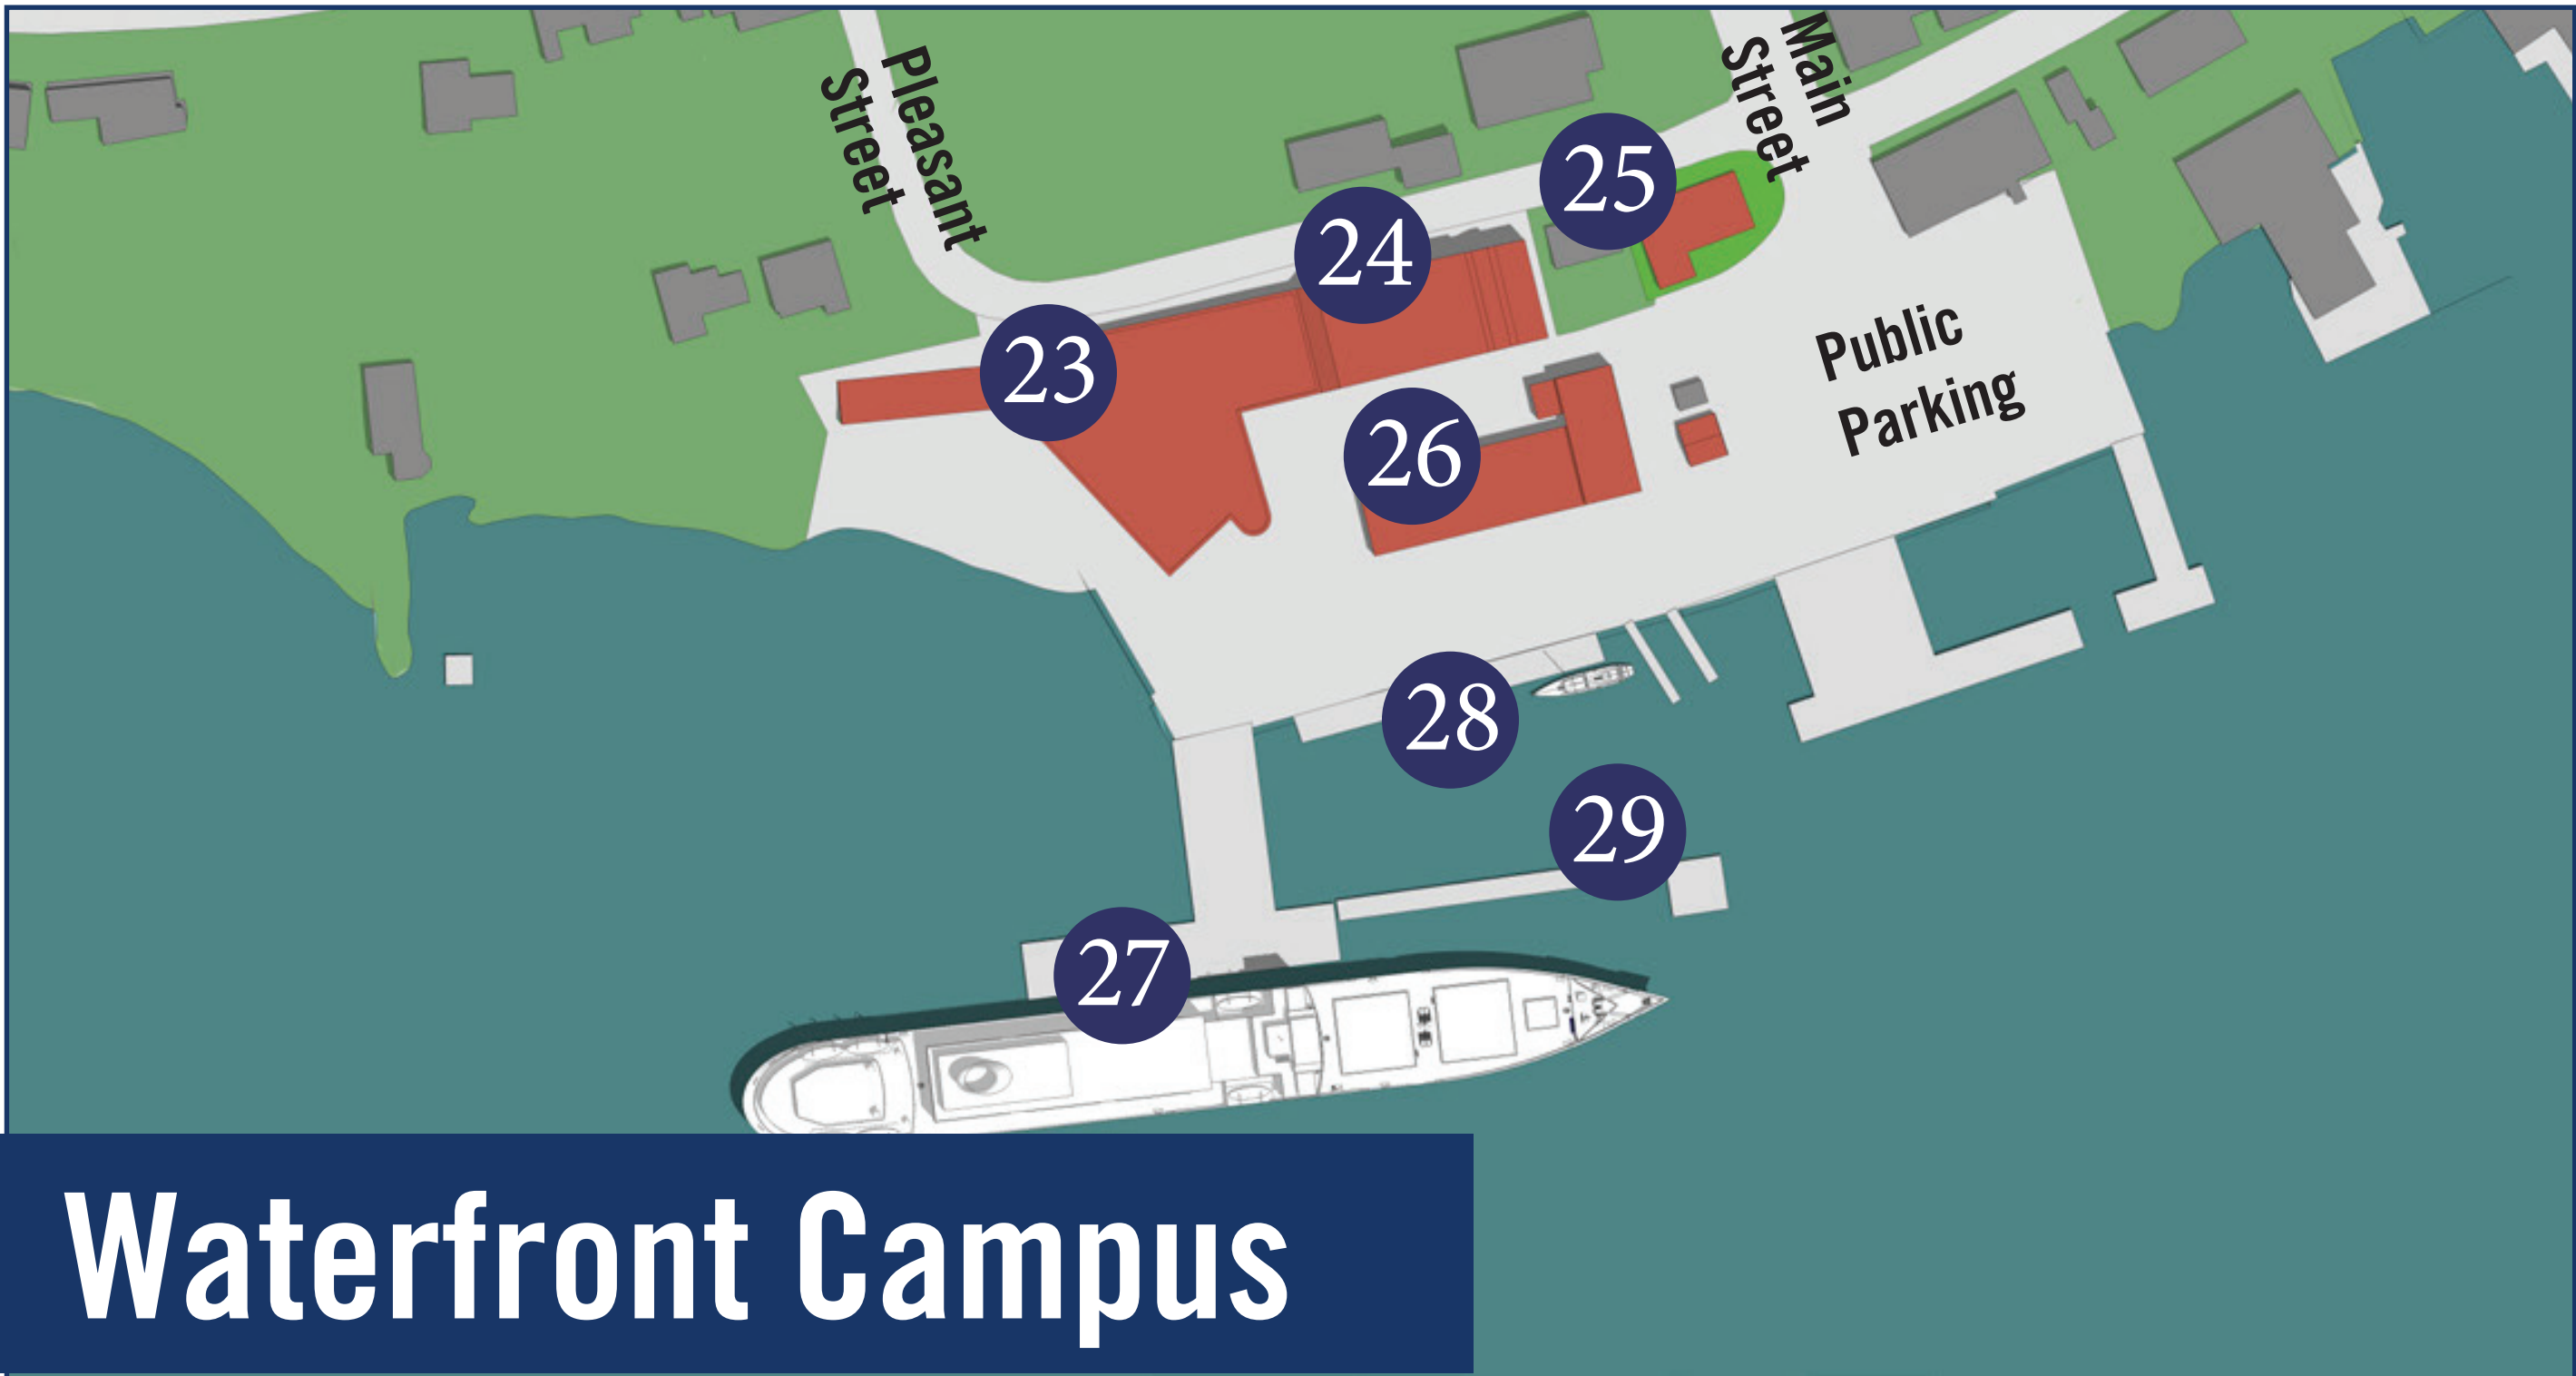 Pleasant
Street
Main
Street
25
24
23
Public
Parking
26
28
29
27
Waterfront Campus